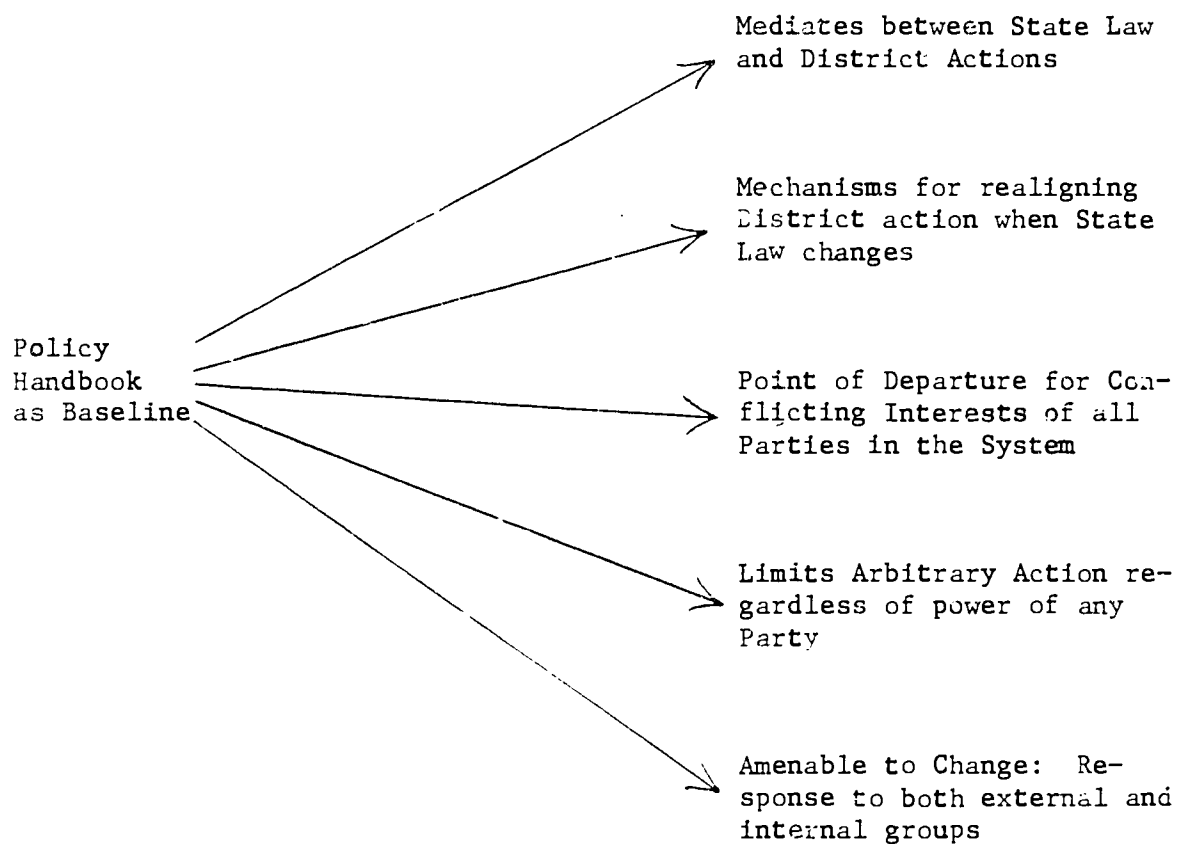 Mediates between State Law
and District Actions
Mechanisms for realigning
District action when State
Law changes
Policy
Handbook
as Baseline
Point of Departure for Con-
flicting Interests of all
Parties in the System
Limits Arbitrary Action re-
gardless of power of any
Party
Amenable to Change: Re-
sponse to both external and
internal groups